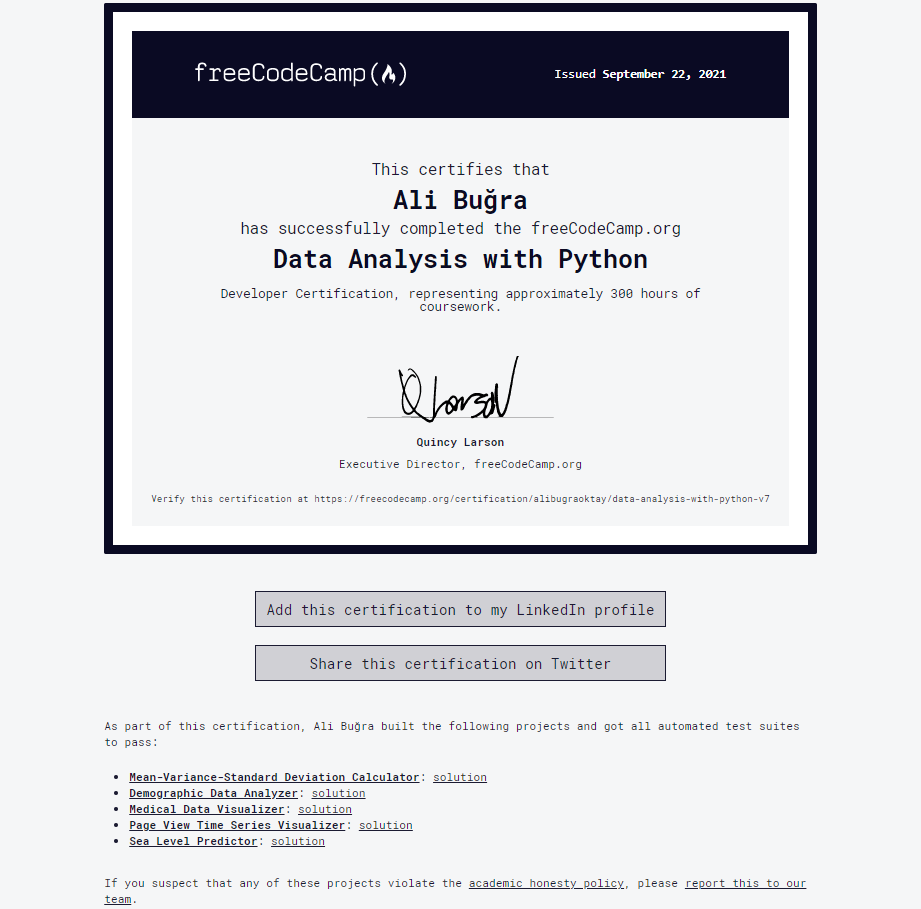 freeCodeCamp(🔥)
Issued September 22, 2021
This certifies that
Ali Buğra
has successfully completed the freeCodeCamp.org
Data Analysis with Python
Developer Certification, representing approximately 300 hours of
coursework.
Q Larson
Quincy Larson
Executive Director, freeCodeCamp.org
Verify this certification at https://freecodecamp.org/certification/alibugraoktay/data-analysis-with-python-v7
Add this certification to my LinkedIn profile
Share this certification on Twitter
As part of this certification, Ali Buğra built the following projects and got all automated test suites
to pass:
• Mean-Variance-Standard Deviation Calculator: solution
• Demographic Data Analyzer: solution
• Medical Data Visualizer: solution
• Page View Time Series Visualizer: solution
• Sea Level Predictor: solution
If you suspect that any of these projects violate the academic honesty policy, please report this to our
team.